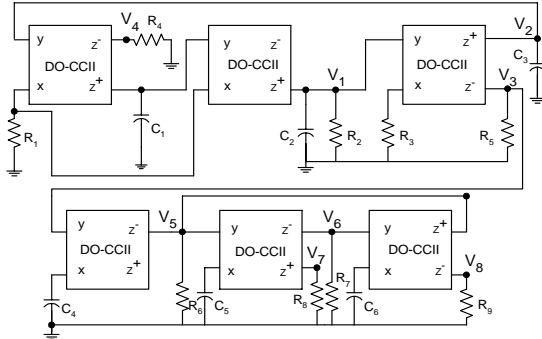 V2
V4
R4
y
z-
DO-CCII
x
z+
R1
C1
y
DO-CCII
x
z+
V1
C2
R2
y
z+
DO-CCII
x
z-
R3
V3
R5
C3
y
z-
DO-CCII
x
z+
C4
V5
R6
y
z-
DO-CCII
x
z+
C5
V7
R8
V6
R7
y
z+
DO-CCII
x
z-
C6
V8
R9